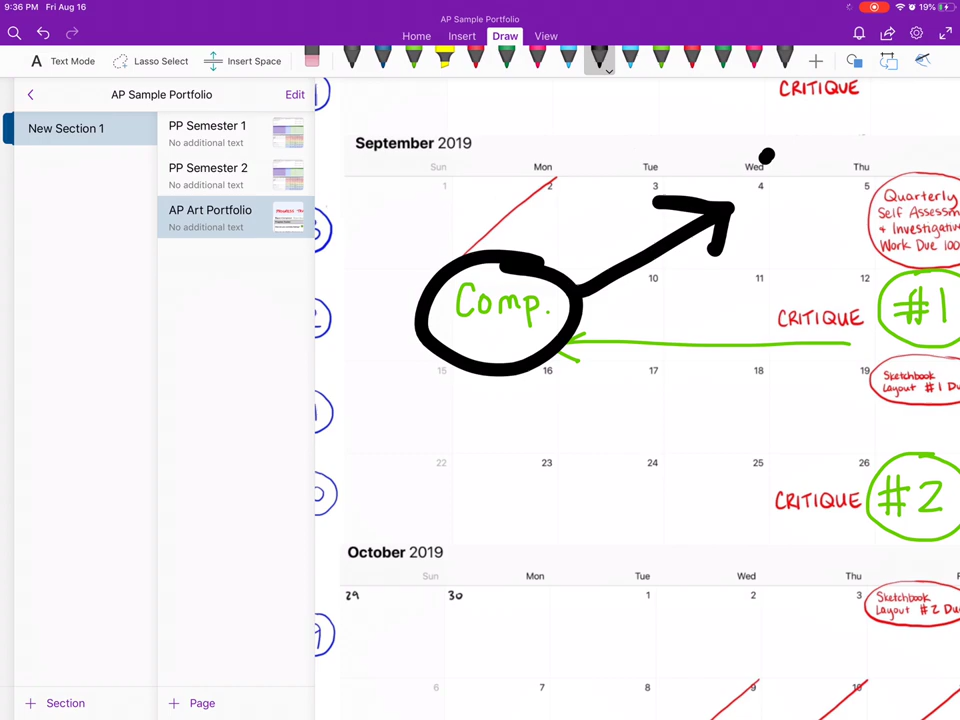 9:36 PM Fri Aug 16
19%
AP Sample Portfolio
Home Insert Draw View
A Text Mode Lasso Select Insert Space
AP Sample Portfolio Edit
New Section 1
PP Semester 1
No additional text
PP Semester 2
No additional text
AP Art Portfolio
No additional text
+ Section + Page
CRITIQUE
September 2019
Sun Mon Tue Wed Thu
1 2 3 4 5
Quarterly
Self Assessm
+ Investigativ
Work Due 100
10 11 12
Comp.
CRITIQUE #1
15 16 17 18 19
Sketchbook
Layout #1 Du
22 23 24 25 26
CRITIQUE #2
October 2019
Sun Mon Tue Wed Thu F
29 30 1 2 3
Sketchbook
Layout #2 Du
6 7 8 9 10